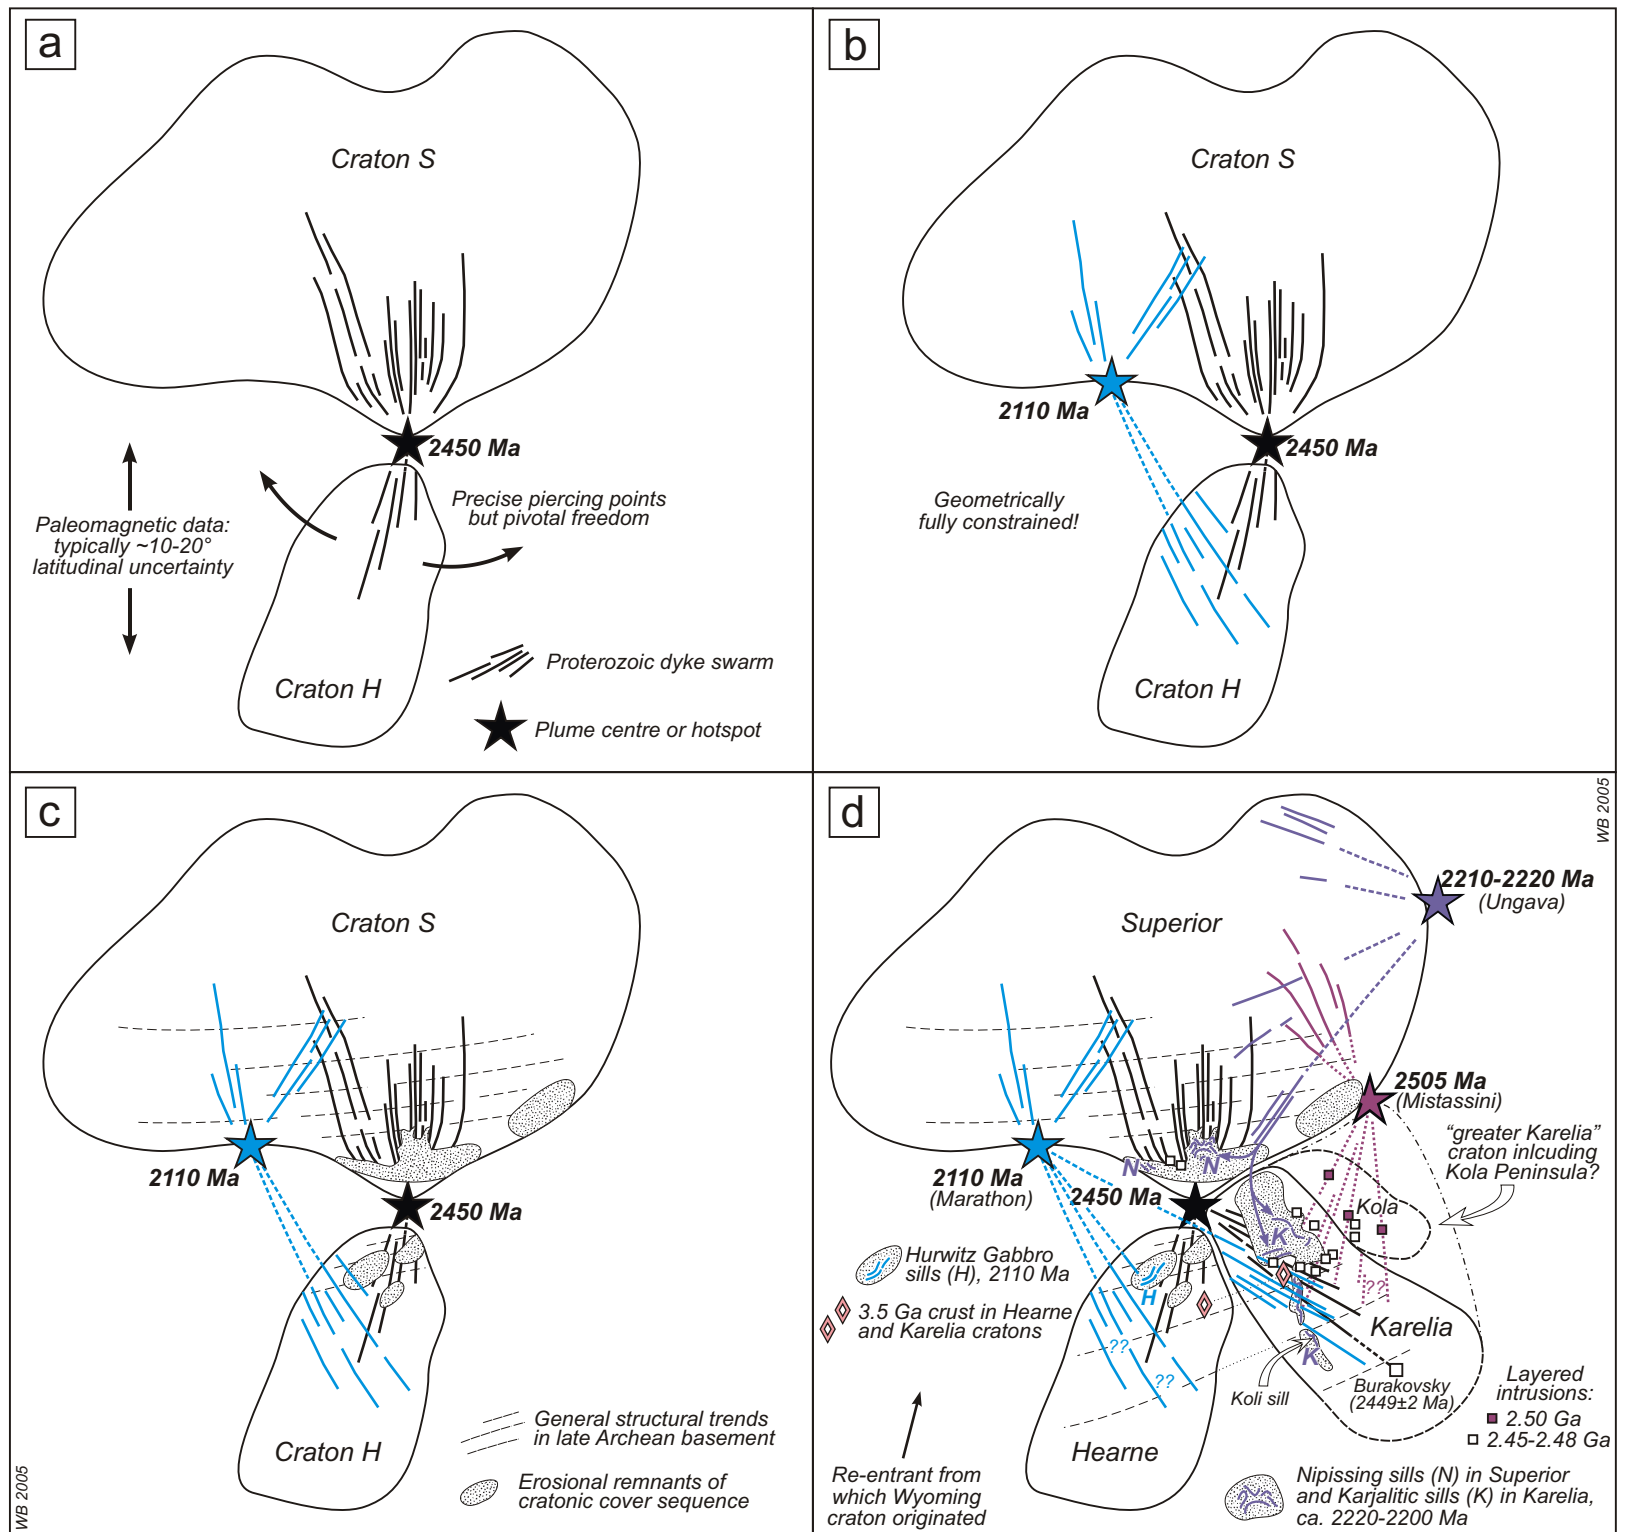 a
Craton S
2450 Ma
Paleomagnetic data:
typically ~10-20°
latitudinal uncertainty
Precise piercing points
but pivotal freedom
Proterozoic dyke swarm
Craton H
Plume centre or hotspot
b
Craton S
2110 Ma
2450 Ma
Geometrically
fully constrained!
Craton H
c
Craton S
2110 Ma
2450 Ma
General structural trends
in late Archean basement
Craton H
Erosional remnants of
cratonic cover sequence
WB 2005
d
WB 2005
2210-2220 Ma
(Ungava)
Superior
2505 Ma
(Mistassini)
"greater Karelia"
craton inlcuding
Kola Peninsula?
N
N
2110 Ma
(Marathon)
2450 Ma
Kola
K
Hurwitz Gabbro
sills (H), 2110 Ma
H
??
3.5 Ga crust in Hearne
and Karelia cratons
Karelia
??
K
??
Koli sill
Burakovsky
(2449±2 Ma)
Layered
intrusions:
2.50 Ga
2.45-2.48 Ga
Hearne
Re-entrant from
which Wyoming
craton originated
Nipissing sills (N) in Superior
and Karjalitic sills (K) in Karelia,
ca. 2220-2200 Ma